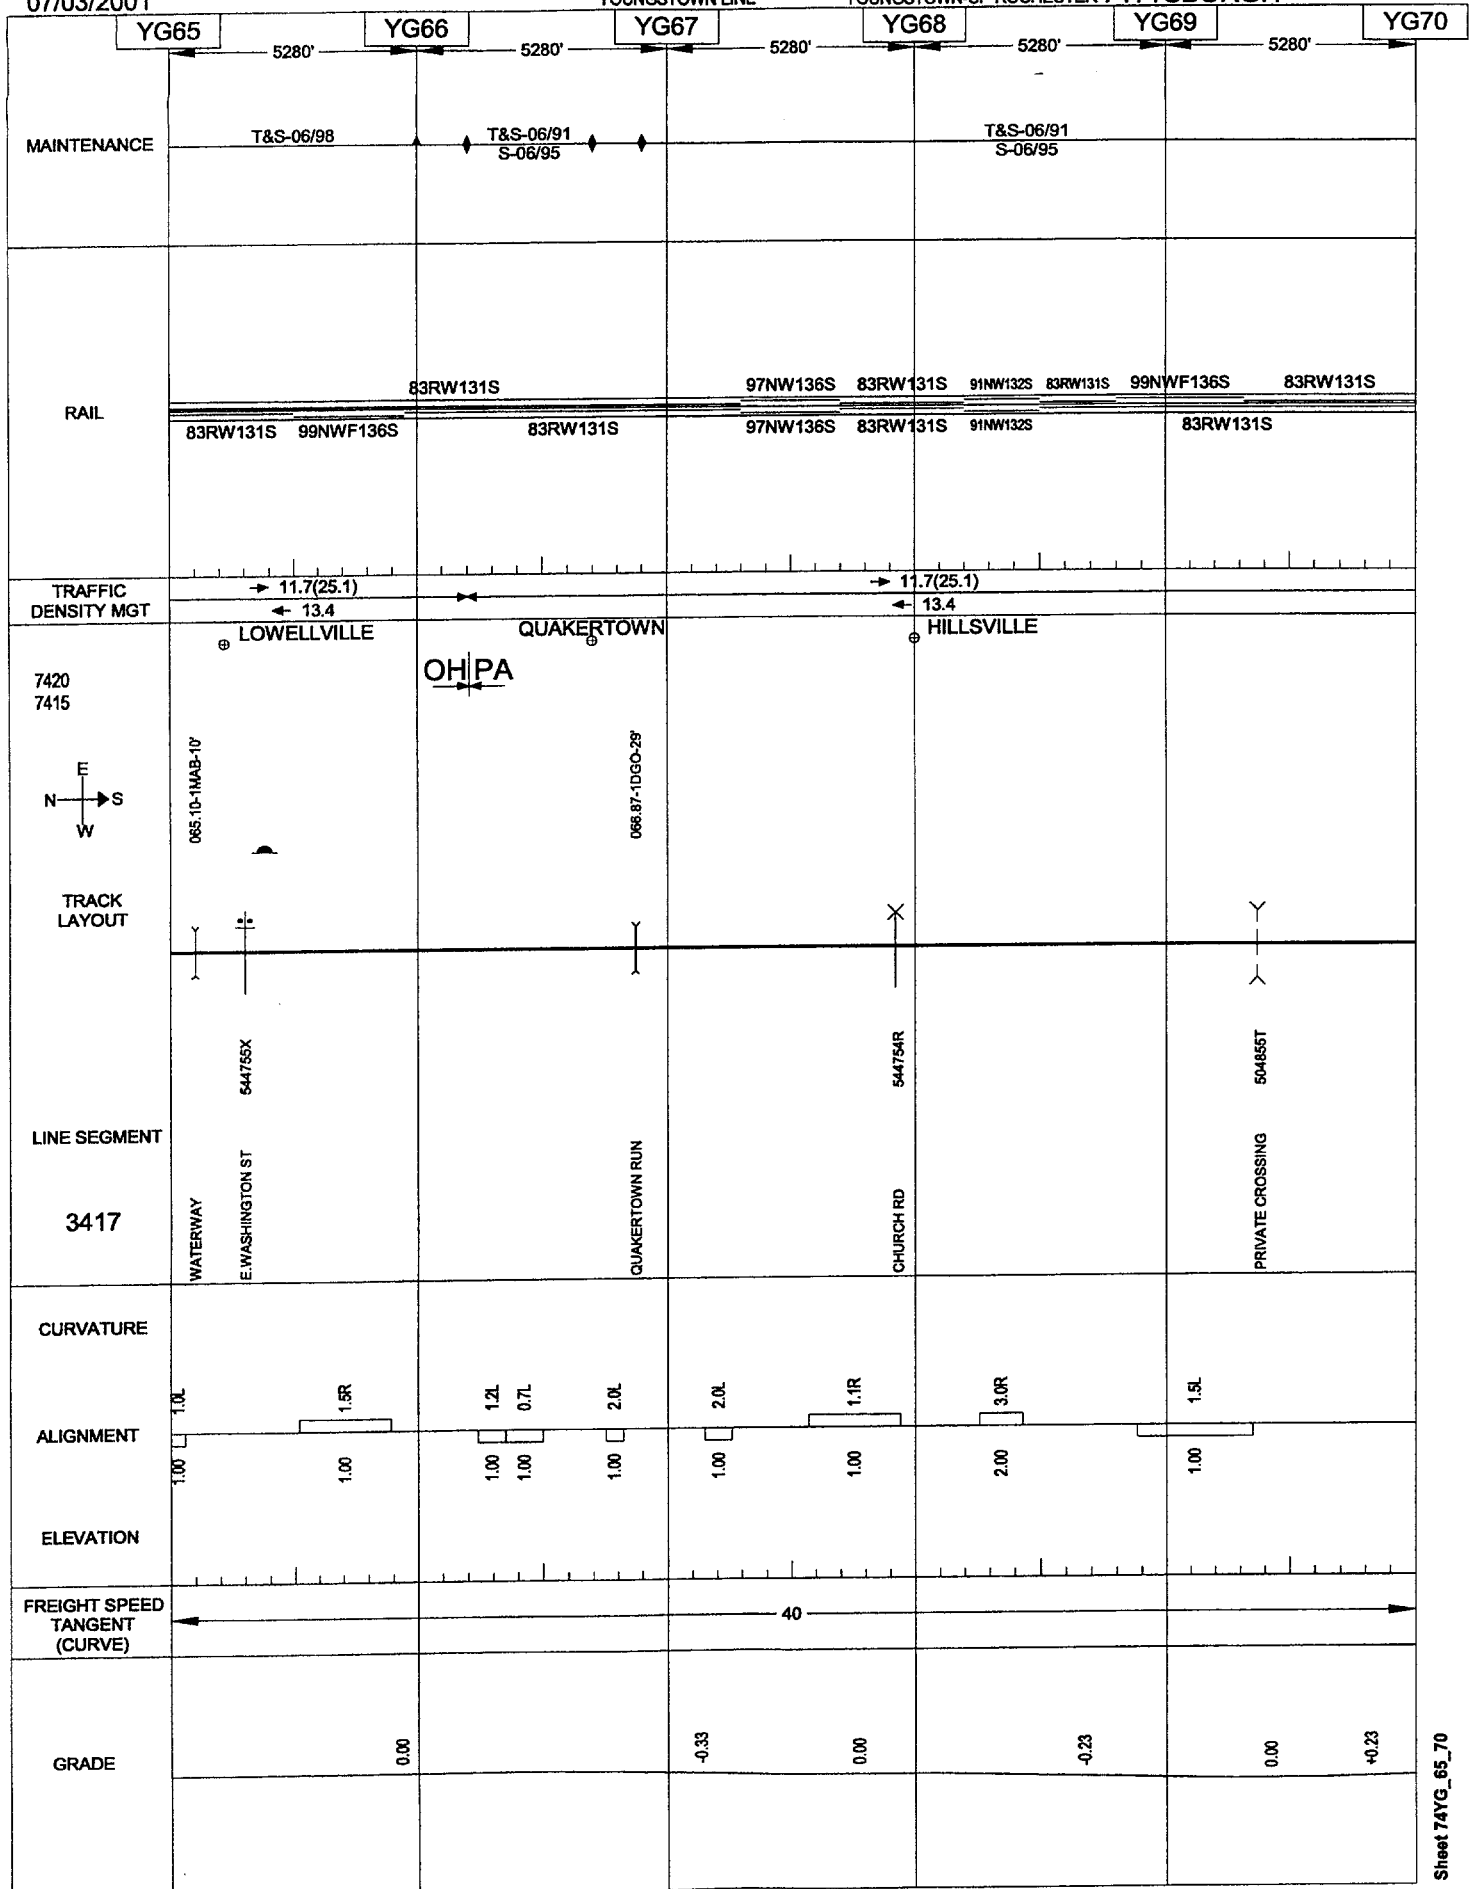 07/03/2001
YOUNGSTOWN LINE
PITTSBURGH
YG65 YG66 YG67 YG68 YG69 YG70
5280' 5280' 5280' 5280' 5280'
MAINTENANCE
T&S-06/98 T&S-06/91 T&S-06/91
S-06/95 S-06/95
RAIL
83RW131S 97NW136S 83RW131S 91NW132S 83RW131S 99NWF136S 83RW131S
83RW131S 99NWF136S 83RW131S 97NW136S 83RW131S 91NW132S 83RW131S
TRAFFIC
DENSITY MGT
11.7(25.1) 11.7(25.1)
13.4 13.4
LOWELLVILLE QUAKERTOWN HILLSVILLE
OH PA
7420
7415
E
N S
W
065.10-1MAB-10'
066.87-1DGO-29'
TRACK
LAYOUT
544755X
544754R
504855T
LINE SEGMENT
3417
WATERWAY
E.WASHINGTON ST
QUAKERTOWN RUN
CHURCH RD
PRIVATE CROSSING
CURVATURE
1.0L 1.5R 1.2L 0.7L 2.0L 2.0L 1.1R 3.0R 1.5L
ALIGNMENT
1.00 1.00 1.00 1.00 1.00 1.00 1.00 2.00 1.00
ELEVATION
FREIGHT SPEED
TANGENT
(CURVE)
40
GRADE
0.00 -0.33 0.00 -0.23 0.00 +0.23
Sheet 74YG_65_70